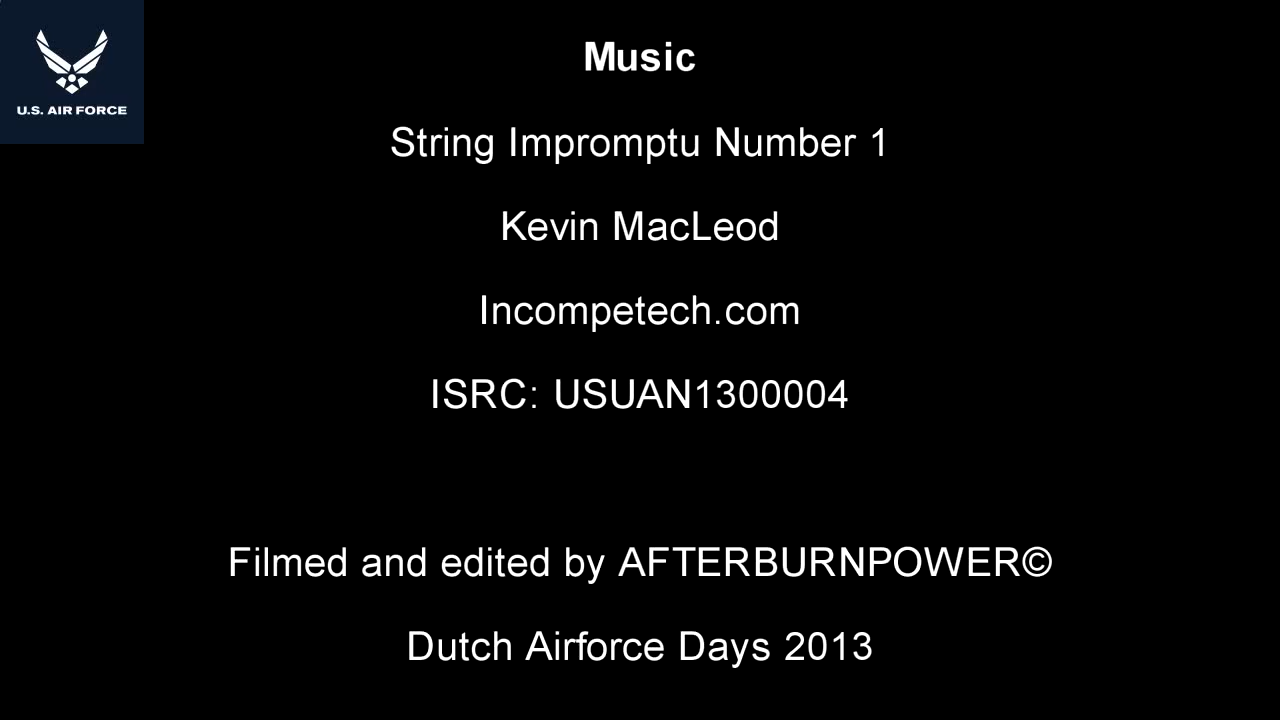 U.S. AIR FORCE
Music
String Impromptu Number 1
Kevin MacLeod
Incompetech.com
ISRC: USUAN1300004
Filmed and edited by AFTERBURNPOWER©
Dutch Airforce Days 2013